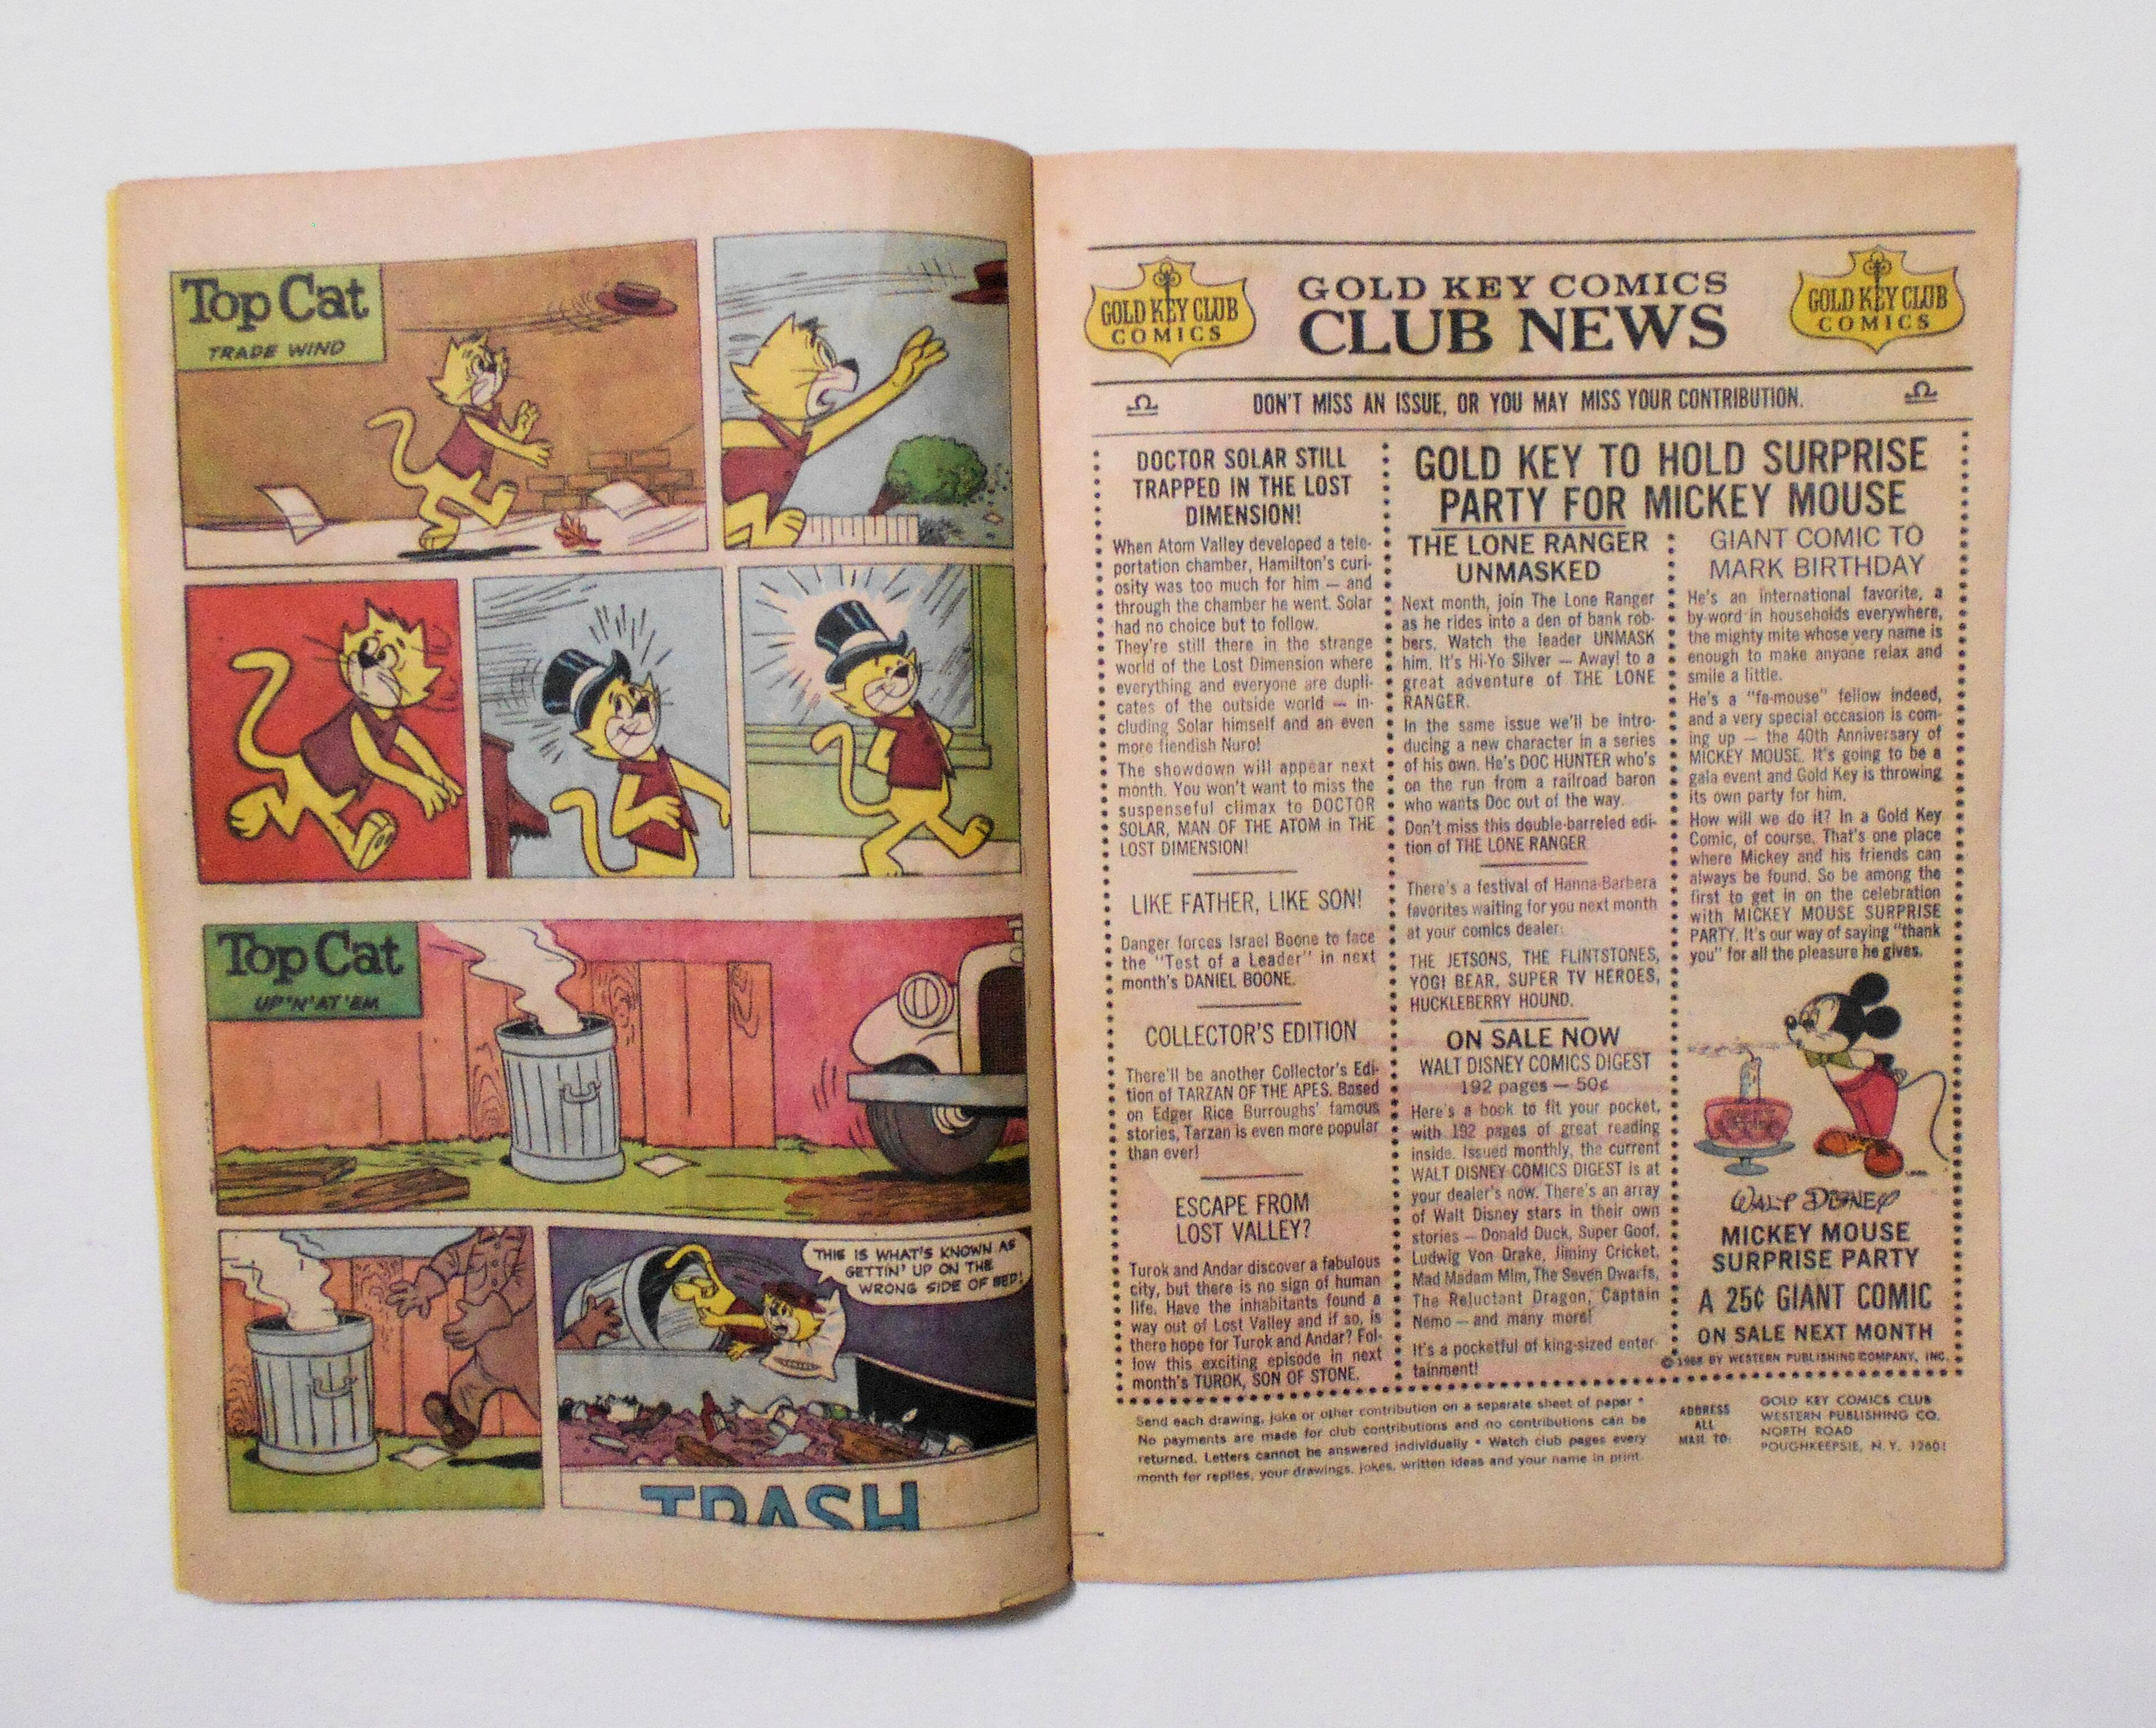 Top Cat
TRADE WIND
Top Cat
UP 'N' AT 'EM
THIS IS WHAT'S KNOWN AS
GETTIN' UP ON THE
WRONG SIDE OF BED!
TRASH
GOLD KEY CLUB
COMICS
GOLD KEY COMICS
CLUB NEWS
GOLD KEY CLUB
COMICS
DON'T MISS AN ISSUE, OR YOU MAY MISS YOUR CONTRIBUTION.
DOCTOR SOLAR STILL
TRAPPED IN THE LOST
DIMENSION!
When Atom Valley developed a tele-
portation chamber, Hamilton's curi-
osity was too much for him — and
through the chamber he went. Solar
had no choice but to follow.
They're still there in the strange
world of the Lost Dimension where
everything and everyone are dupli-
cates of the outside world — in-
cluding Solar himself and an even
more fiendish Nuro!
The showdown will appear next
month. You won't want to miss the
suspenseful climax to DOCTOR
SOLAR, MAN OF THE ATOM in THE
LOST DIMENSION!
LIKE FATHER, LIKE SON!
Danger forces Israel Boone to face
the "Test of a Leader" in next
month's DANIEL BOONE.
COLLECTOR'S EDITION
There'll be another Collector's Edi-
tion of TARZAN OF THE APES. Based
on Edger Rice Burroughs' famous
stories, Tarzan is even more popular
than ever!
ESCAPE FROM
LOST VALLEY?
Turok and Andar discover a fabulous
city, but there is no sign of human
life. Have the inhabitants found a
way out of Lost Valley and if so, is
there hope for Turok and Andar? Fol-
low this exciting episode in next
month's TUROK, SON OF STONE.
GOLD KEY TO HOLD SURPRISE
PARTY FOR MICKEY MOUSE
THE LONE RANGER
UNMASKED
Next month, join The Lone Ranger
as he rides into a den of bank rob-
bers. Watch the leader UNMASK
him. It's Hi-Yo Silver — Away! to a
great adventure of THE LONE
RANGER.
In the same issue we'll be intro-
ducing a new character in a series
of his own. He's DOC HUNTER who's
on the run from a railroad baron
who wants Doc out of the way.
Don't miss this double-barreled edi-
tion of THE LONE RANGER
There's a festival of Hanna-Barbera
favorites waiting for you next month
at your comics dealer:
THE JETSONS, THE FLINTSTONES,
YOGI BEAR, SUPER TV HEROES,
HUCKLEBERRY HOUND.
ON SALE NOW
WALT DISNEY COMICS DIGEST
192 pages — 50¢
Here's a book to fit your pocket,
with 192 pages of great reading
inside. Issued monthly, the current
WALT DISNEY COMICS DIGEST is at
your dealer's now. There's an array
of Walt Disney stars in their own
stories — Donald Duck, Super Goof,
Ludwig Von Drake, Jiminy Cricket,
Mad Madam Mim, The Seven Dwarfs,
The Reluctant Dragon, Captain
Nemo — and many more!
It's a pocketful of king-sized enter-
tainment!
GIANT COMIC TO
MARK BIRTHDAY
He's an international favorite, a
by-word in households everywhere,
the mighty mite whose very name is
enough to make anyone relax and
smile a little.
He's a "fa-mouse" fellow indeed,
and a very special occasion is com-
ing up — the 40th Anniversary of
MICKEY MOUSE. It's going to be a
gala event and Gold Key is throwing
its own party for him.
How will we do it? In a Gold Key
Comic, of course. That's one place
where Mickey and his friends can
always be found. So be among the
first to get in on the celebration
with MICKEY MOUSE SURPRISE
PARTY. It's our way of saying "thank
you" for all the pleasure he gives.
WALT DISNEY
MICKEY MOUSE
SURPRISE PARTY
A 25¢ GIANT COMIC
ON SALE NEXT MONTH
© 1968 BY WESTERN PUBLISHING COMPANY, INC.
Send each drawing, joke or other contribution on a separate sheet of paper •
No payments are made for club contributions and no contributions can be
returned. Letters cannot be answered individually • Watch club pages every
month for replies, your drawings, jokes, written ideas and your name in print.
ADDRESS
ALL
MAIL TO:
GOLD KEY COMICS CLUB
WESTERN PUBLISHING CO.
NORTH ROAD
POUGHKEEPSIE, N. Y. 12601